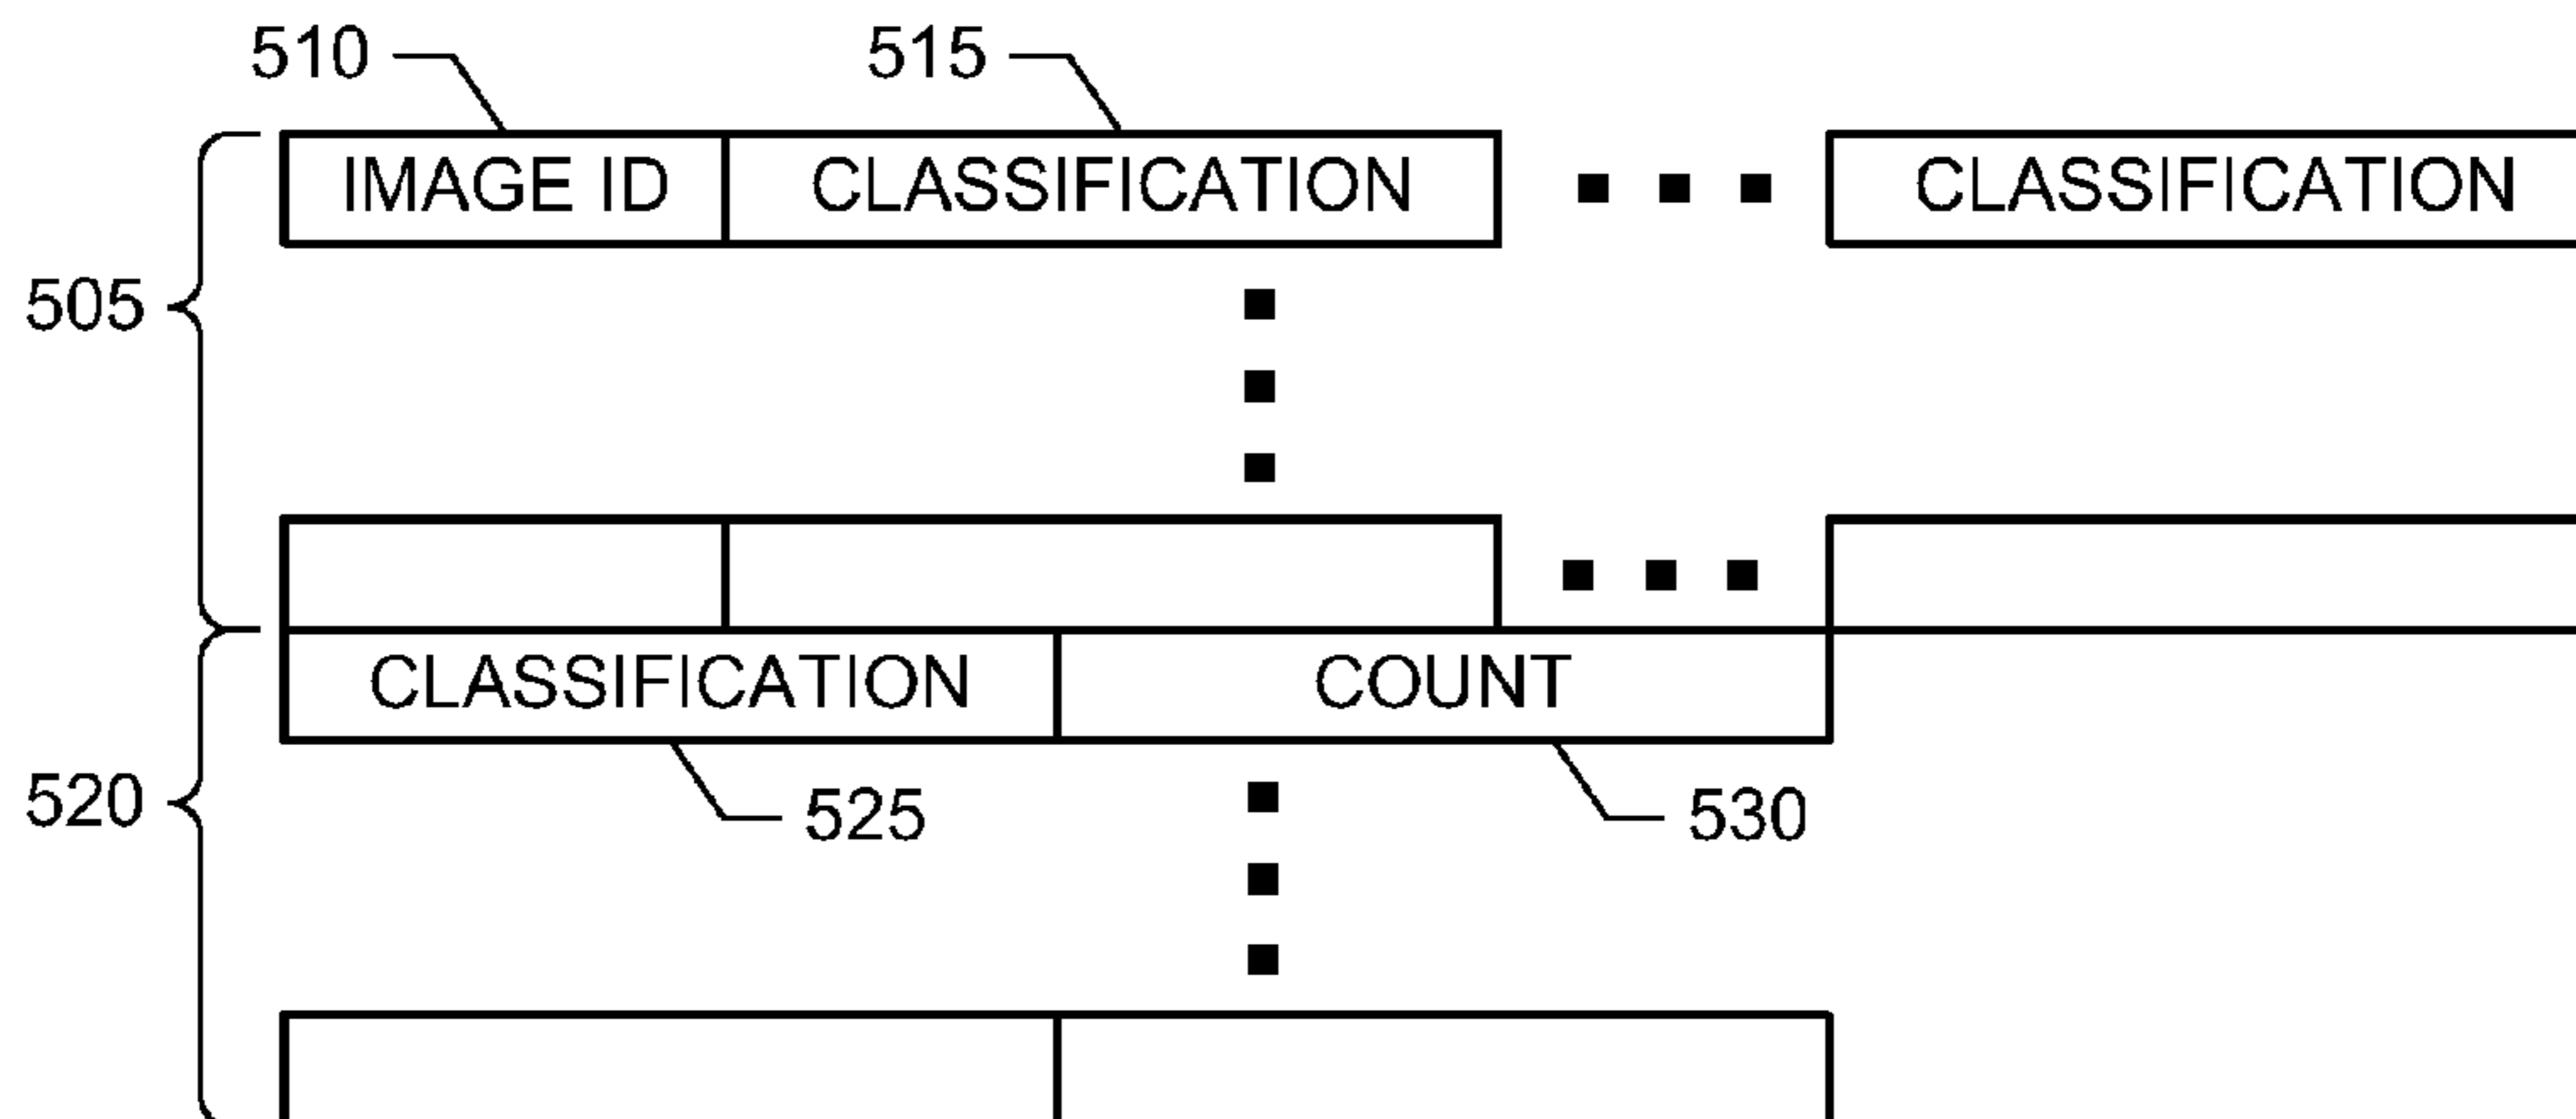 510 515
IMAGE ID CLASSIFICATION CLASSIFICATION
505
CLASSIFICATION COUNT
520 525 530